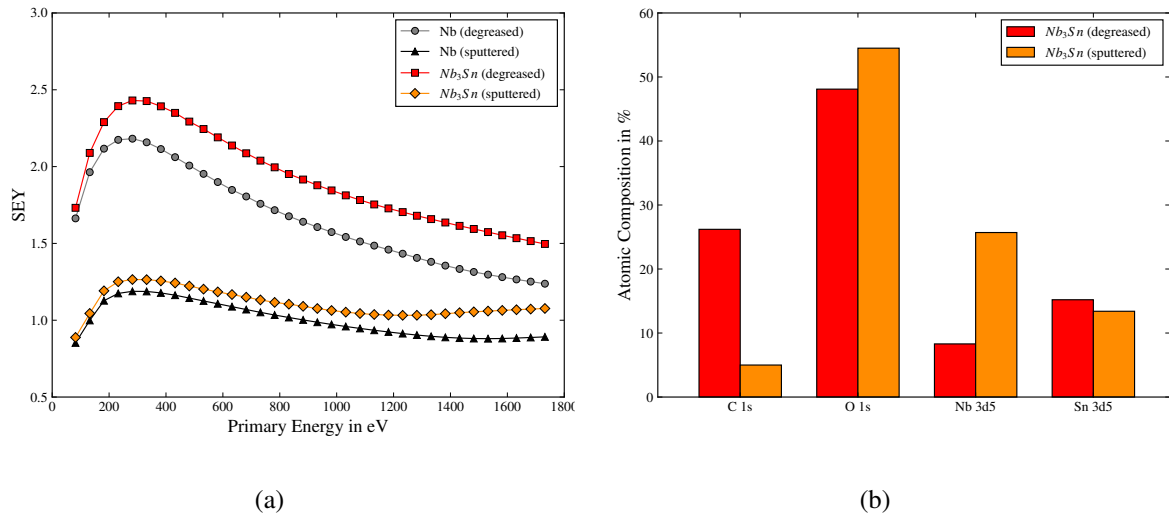 3.0
2.5
2.0
1.5
1.0
0.5
SEY
0
200
400
600
800
1000
1200
1400
1600
1800
Primary Energy in eV
Nb (degreased)
Nb (sputtered)
Nb₃Sn (degreased)
Nb₃Sn (sputtered)
(a)
60
50
40
30
20
10
0
Atomic Composition in %
C 1s
O 1s
Nb 3d5
Sn 3d5
Nb₃Sn (degreased)
Nb₃Sn (sputtered)
(b)